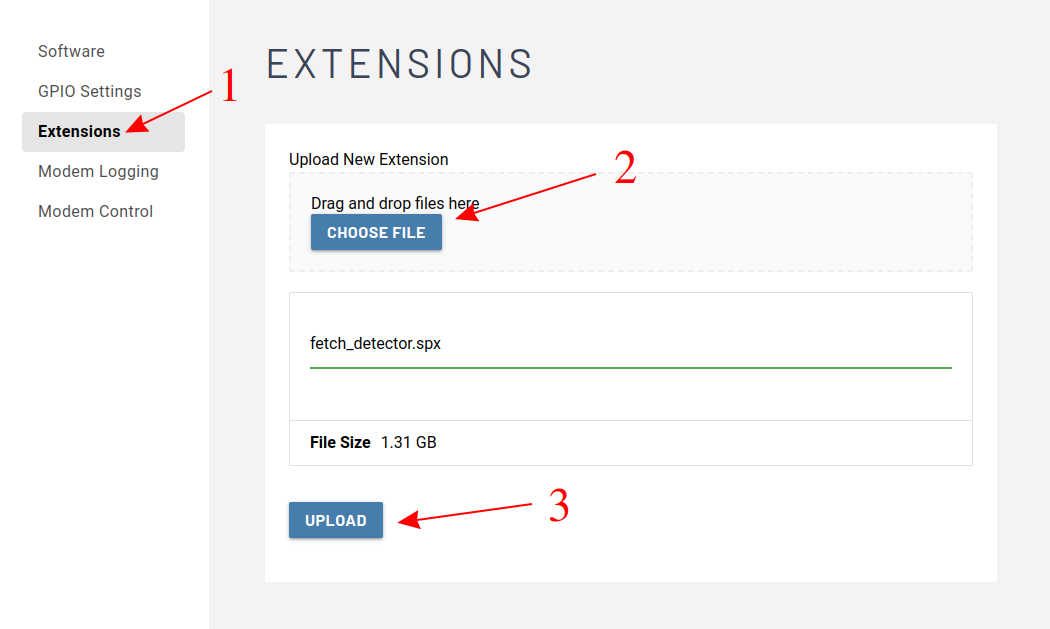 Software
GPIO Settings
Extensions
Modem Logging
Modem Control
1
EXTENSIONS
Upload New Extension
2
Drag and drop files here
CHOOSE FILE
fetch_detector.spx
File Size 1.31 GB
3
UPLOAD